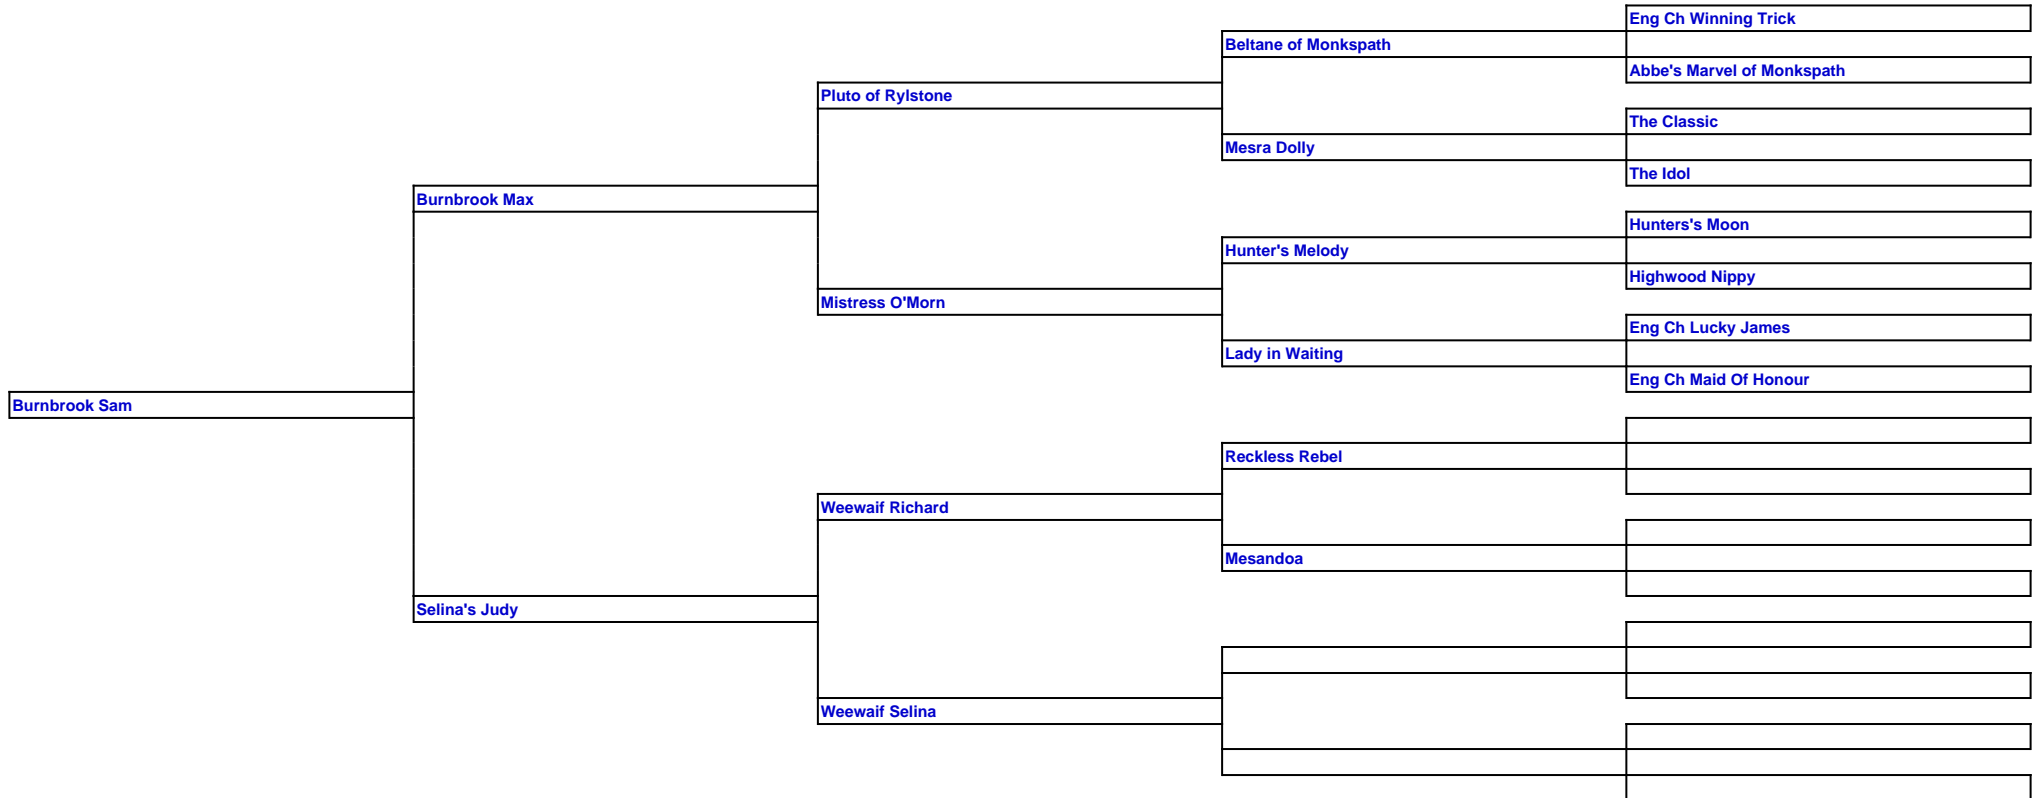 Eng Ch Winning Trick
Beltane of Monkspath
Abbe's Marvel of Monkspath
Pluto of Rylstone
The Classic
Mesra Dolly
The Idol
Burnbrook Max
Hunters's Moon
Hunter's Melody
Highwood Nippy
Mistress O'Morn
Eng Ch Lucky James
Lady in Waiting
Eng Ch Maid Of Honour
Burnbrook Sam
Reckless Rebel
Weewaif Richard
Mesandoa
Selina's Judy
Weewaif Selina